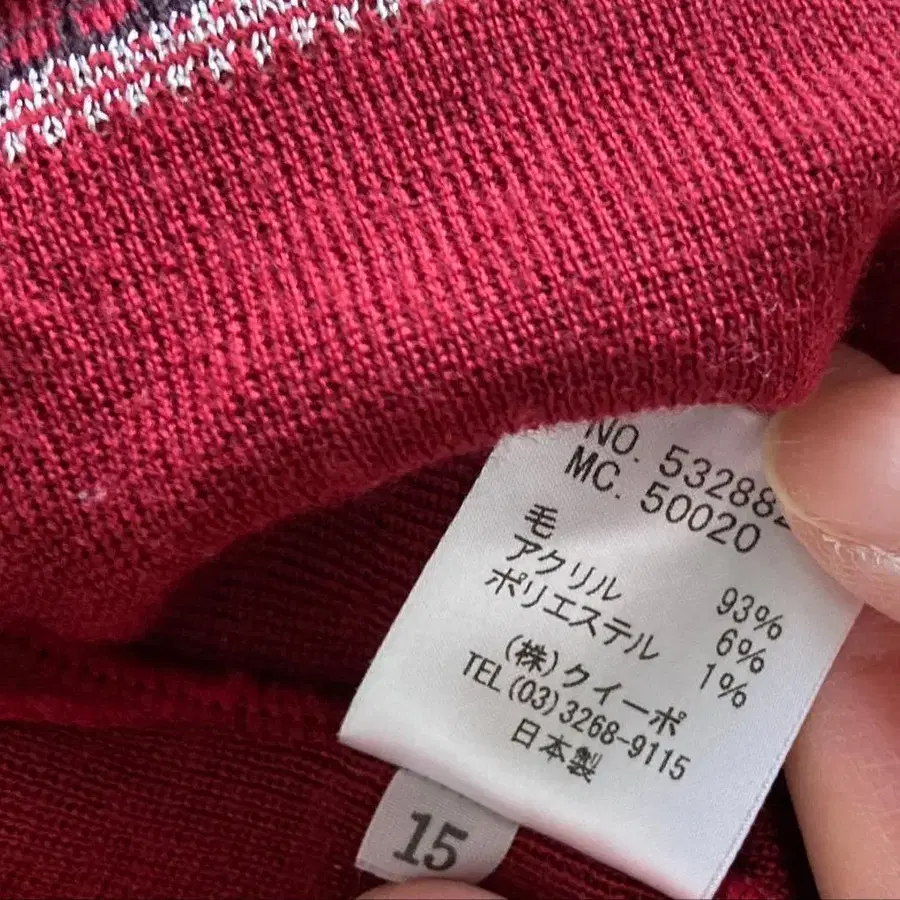 NO. 53288
MC. 50020
毛 93%
アクリル 6%
ポリエステル 1%
(株)クイーポ
TEL(03)3268-9115
日本製
15